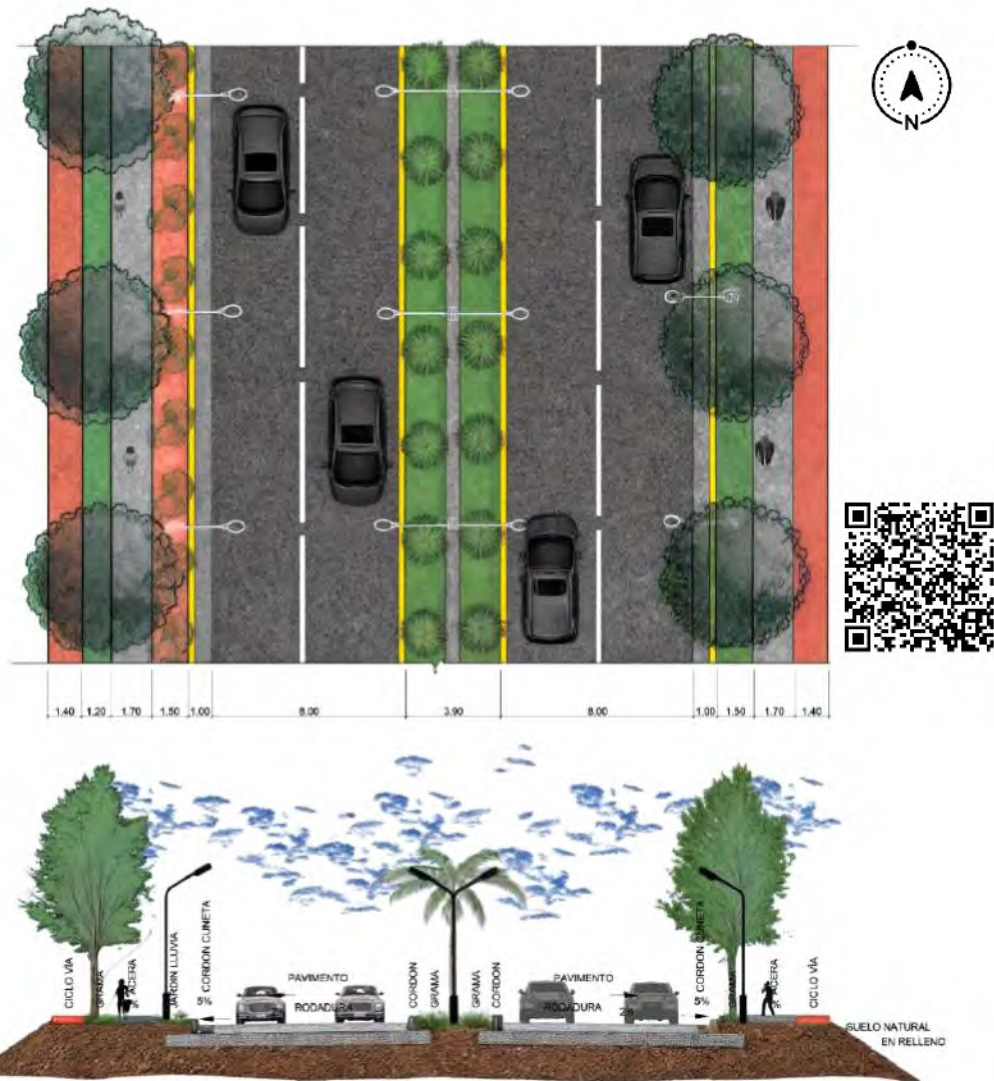 N
1.40 1.20 1.70 1.50 1.00 8.00 3.90 8.00 1.00 1.50 1.70 1.40
CICLO VÍA
GRAMA
ACERA
JARDIN LLUVIA
CORDON CUNETA
5%
PAVIMENTO
RODADURA
CORDON
GRAMA
GRAMA
CORDON
PAVIMENTO
RODADURA
2%
CORDON CUNETA
5%
GRAMA
ACERA
CICLO VÍA
SUELO NATURAL
EN RELLENO